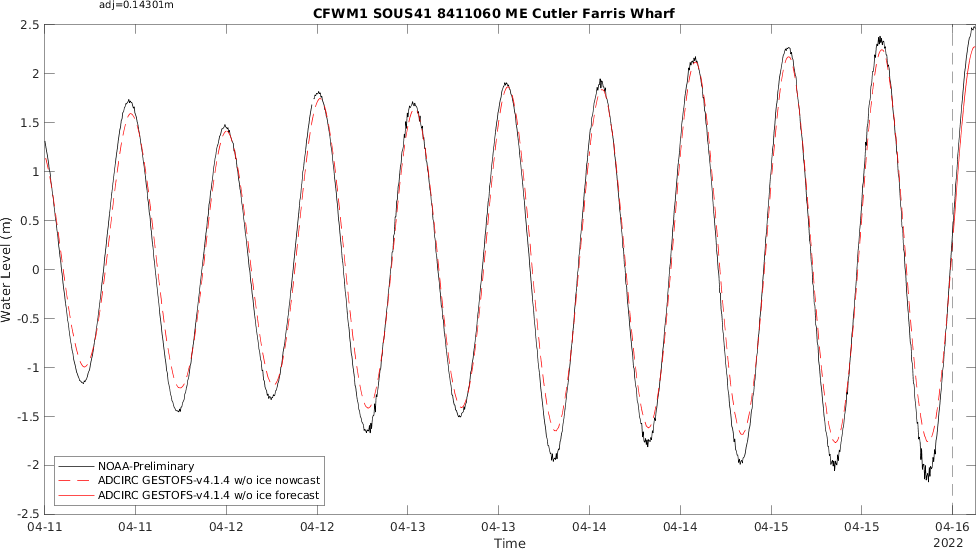 adj=0.14301m
CFWM1 SOUS41 8411060 ME Cutler Farris Wharf
2.5
2
1.5
1
0.5
0
-0.5
-1
-1.5
-2
-2.5
Water Level (m)
NOAA-Preliminary
ADCIRC GESTOFS-v4.1.4 w/o ice nowcast
ADCIRC GESTOFS-v4.1.4 w/o ice forecast
04-11 04-11 04-12 04-12 04-13 04-13 04-14 04-14 04-15 04-15 04-16
Time
2022